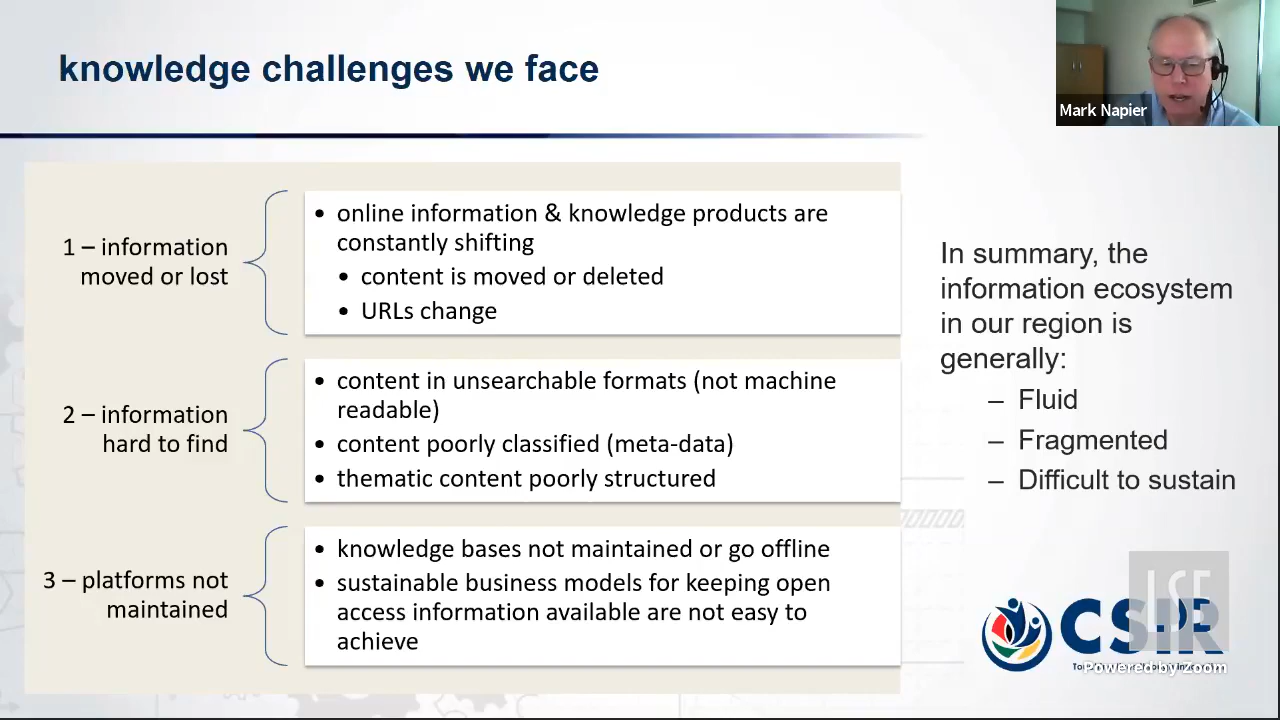 knowledge challenges we face
Mark Napier
1 – information
moved or lost
• online information & knowledge products are
constantly shifting
• content is moved or deleted
• URLs change
2 – information
hard to find
• content in unsearchable formats (not machine
readable)
• content poorly classified (meta-data)
• thematic content poorly structured
3 – platforms not
maintained
• knowledge bases not maintained or go offline
• sustainable business models for keeping open
access information available are not easy to
achieve
In summary, the
information ecosystem
in our region is
generally:
– Fluid
– Fragmented
– Difficult to sustain
LSE
CSIR
Powered by Zoom